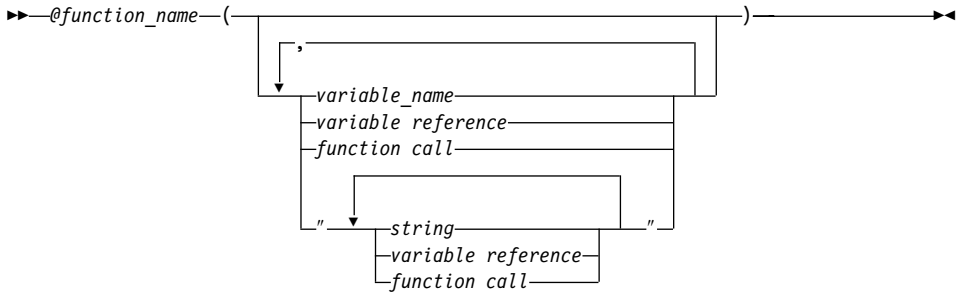 @function_name ( )
,
variable_name
variable reference
function call
" string "
variable reference
function call